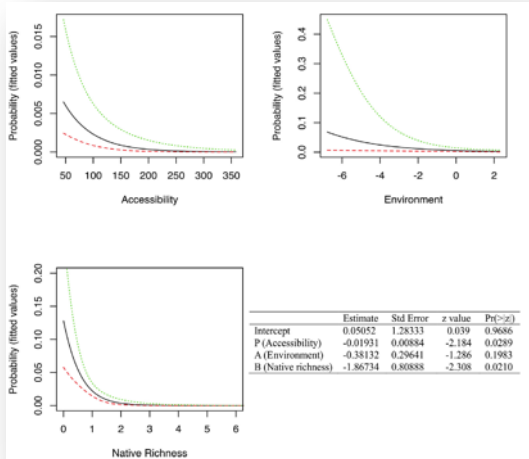 0.015
0.010
0.005
0.000
Probability (fitted values)
50 100 150 200 250 300 350
Accessibility
0.4
0.3
0.2
0.1
0.0
Probability (fitted values)
-6 -4 -2 0 2
Environment
0.20
0.15
0.10
0.05
0.00
Probability (fitted values)
0 1 2 3 4 5 6
Native Richness
Estimate Std Error z value Pr(>|z|)
Intercept 0.05052 1.28333 0.039 0.9686
P (Accessibility) -0.01931 0.00884 -2.184 0.0289
A (Environment) -0.38132 0.29641 -1.286 0.1983
B (Native richness) -1.86734 0.80888 -2.308 0.0210